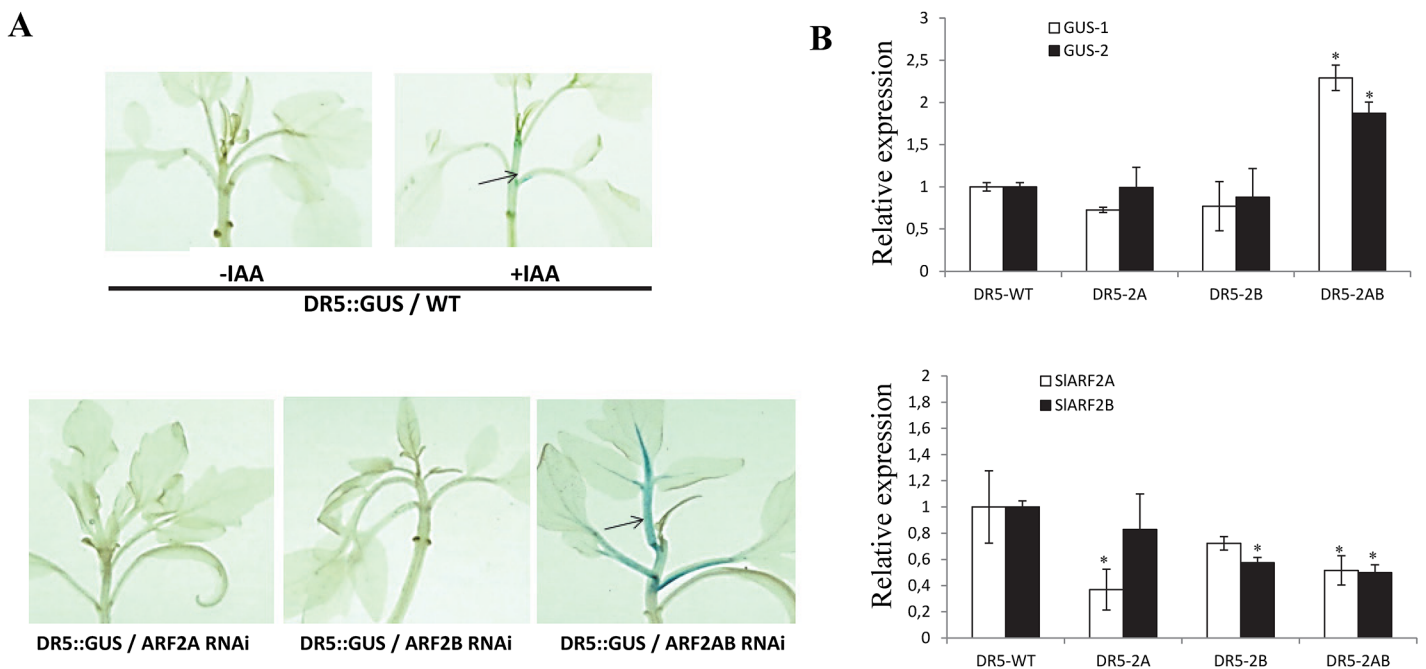 A
-IAA
+IAA
DR5::GUS / WT
DR5::GUS / ARF2A RNAi
DR5::GUS / ARF2B RNAi
DR5::GUS / ARF2AB RNAi
B
Relative expression
3
2,5
2
1,5
1
0,5
0
GUS-1
GUS-2
*
*
DR5-WT
DR5-2A
DR5-2B
DR5-2AB
Relative expression
2
1,8
1,6
1,4
1,2
1
0,8
0,6
0,4
0,2
0
SlARF2A
SlARF2B
*
*
*
*
DR5-WT
DR5-2A
DR5-2B
DR5-2AB